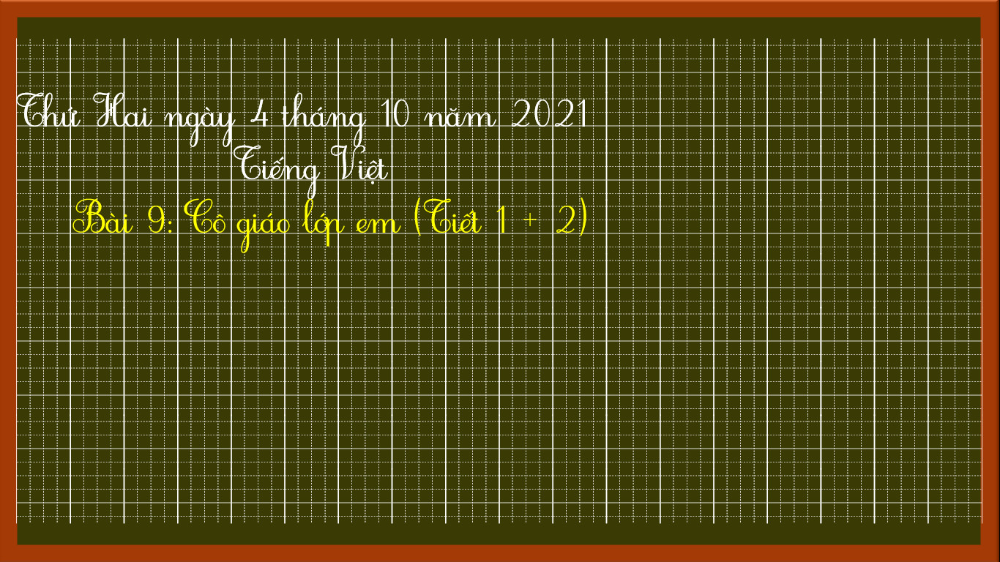 Thứ Hai ngày 4 tháng 10 năm 2021
Tiếng Việt
Bài 9: Cô giáo lớp em (Tiết 1 + 2)